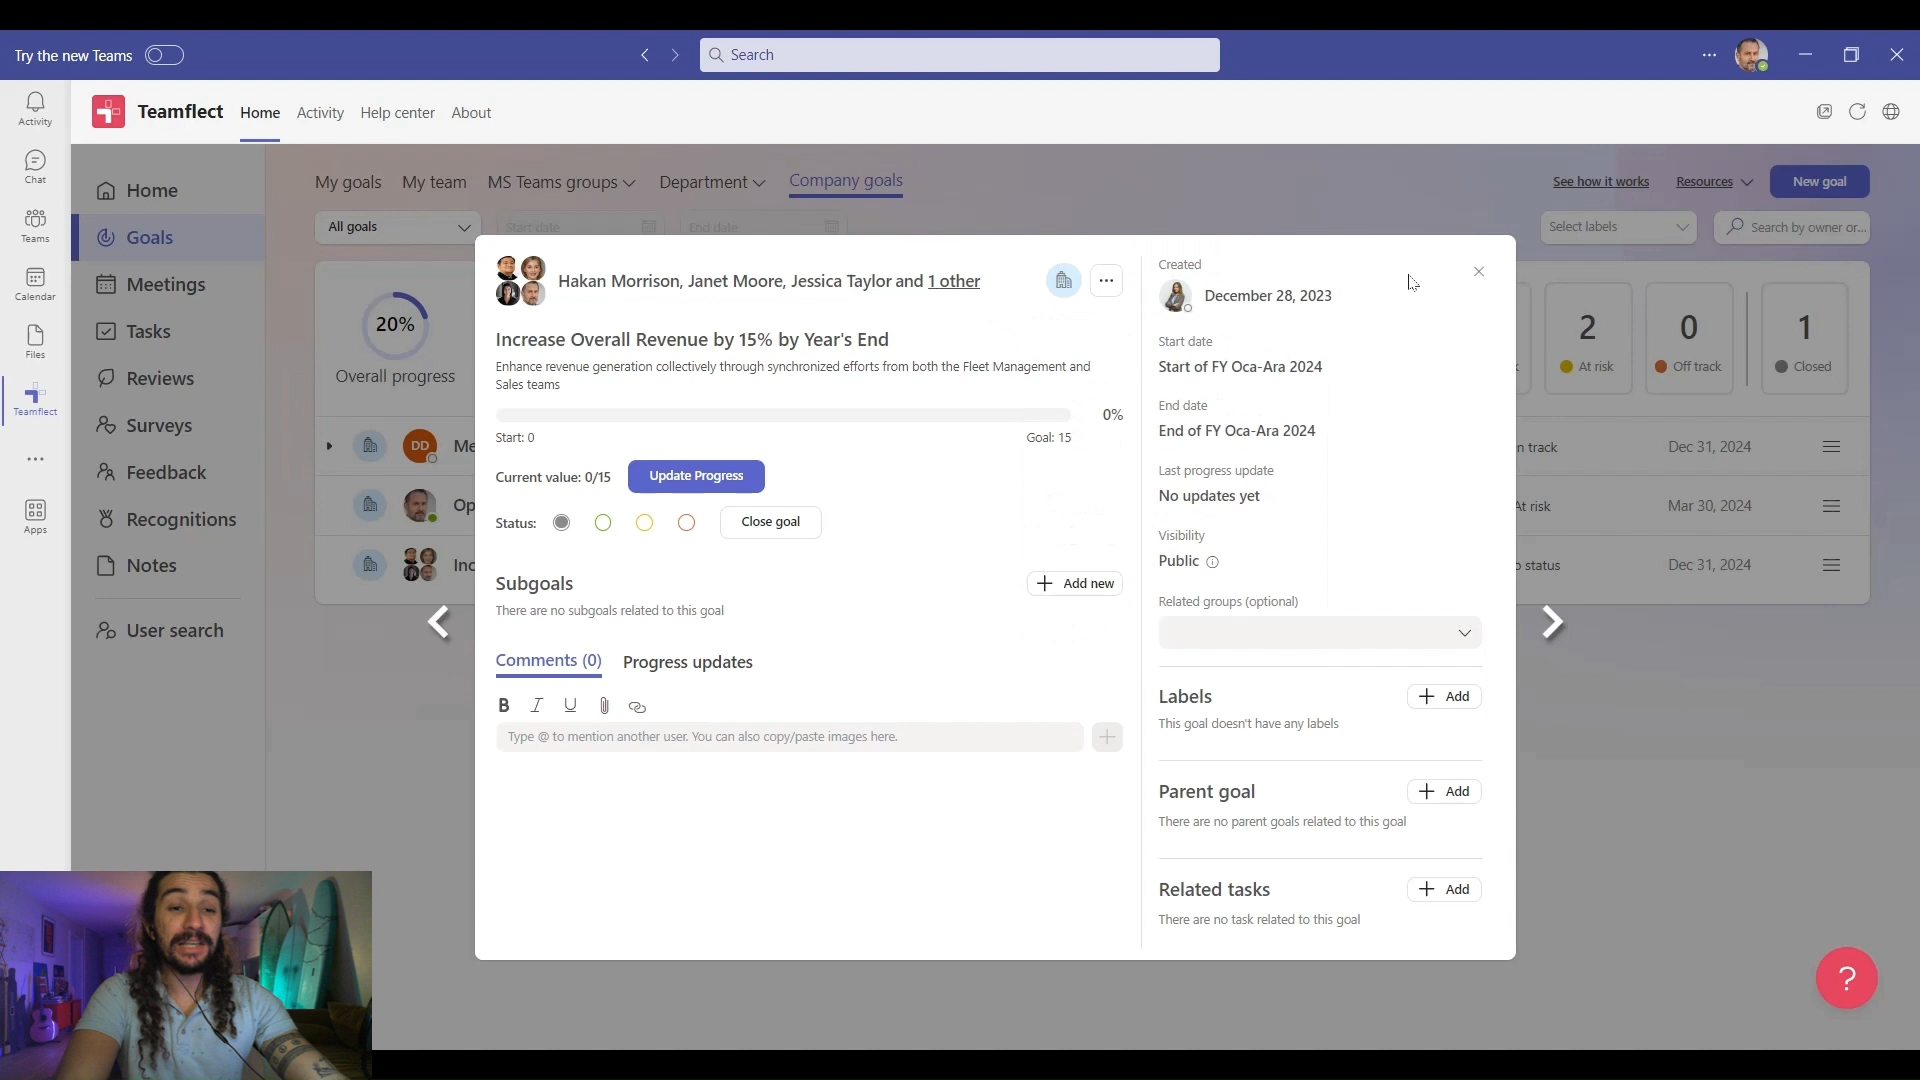 Try the new Teams
Search
Activity
Chat
Teams
Calendar
Files
Teamflect
Apps
Teamflect Home Activity Help center About
Home
Goals
Meetings
Tasks
Reviews
Surveys
Feedback
Recognitions
Notes
User search
My goals My team MS Teams groups Department Company goals
See how it works Resources New goal
All goals Start date End date
Select labels Search by owner or...
20%
Overall progress
2 0 1
At risk Off track Closed
DD Me
Op
Inc
n track Dec 31, 2024
At risk Mar 30, 2024
o status Dec 31, 2024
Hakan Morrison, Janet Moore, Jessica Taylor and 1 other
Increase Overall Revenue by 15% by Year's End
Enhance revenue generation collectively through synchronized efforts from both the Fleet Management and
Sales teams
0%
Start: 0 Goal: 15
Current value: 0/15 Update Progress
Status: Close goal
Subgoals Add new
There are no subgoals related to this goal
Comments (0) Progress updates
B I U
Type @ to mention another user. You can also copy/paste images here.
Created
December 28, 2023
Start date
Start of FY Oca-Ara 2024
End date
End of FY Oca-Ara 2024
Last progress update
No updates yet
Visibility
Public
Related groups (optional)
Labels Add
This goal doesn't have any labels
Parent goal Add
There are no parent goals related to this goal
Related tasks Add
There are no task related to this goal
?